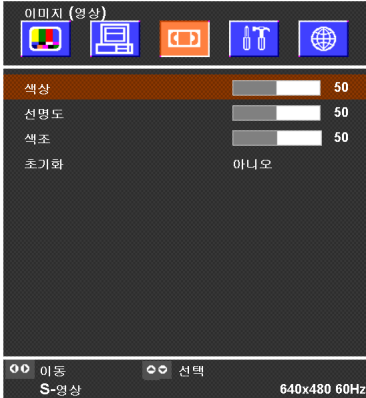 이미지 (영상)
색상 50
선명도 50
색조 50
초기화 아니오
이동 선택
S-영상 640x480 60Hz